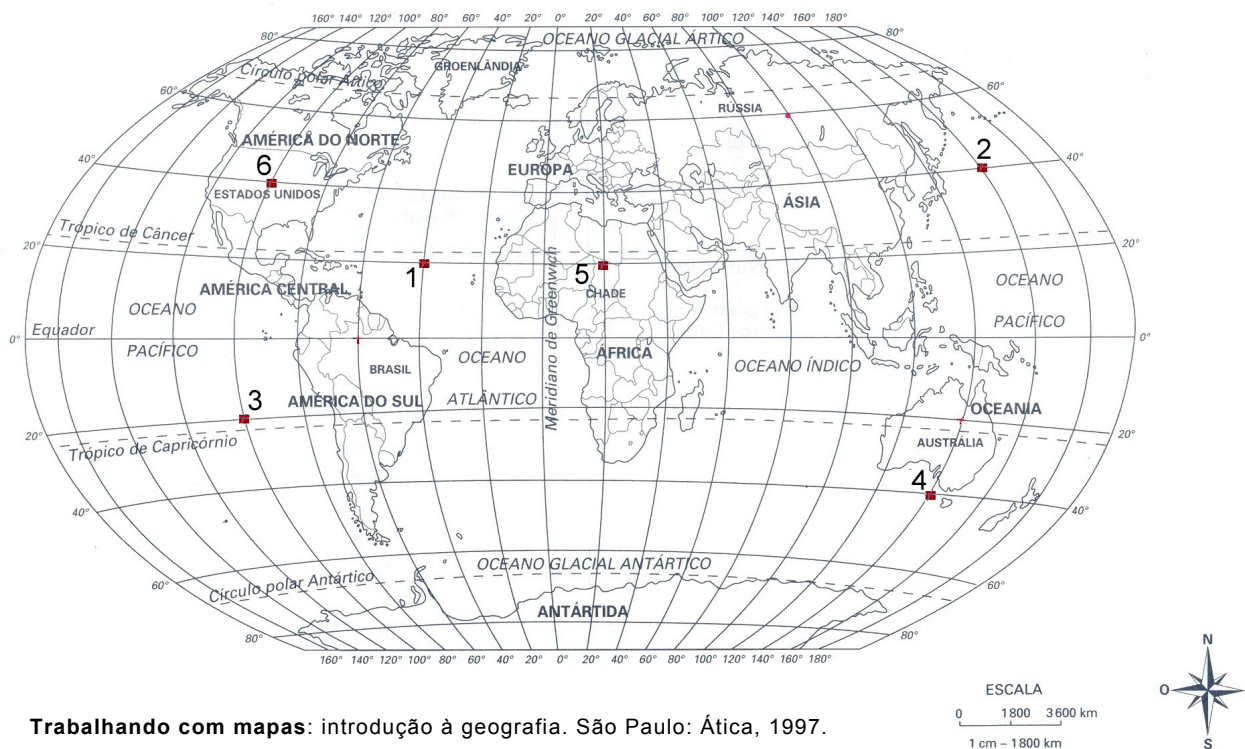 160° 140° 120° 100° 80° 60° 40° 20° 0° 20° 40° 60° 80° 100° 120° 140° 160° 180°
80° OCEANO GLACIAL ÁRTICO 80°
GROENLÂNDIA
Círculo polar Ártico
60° 60°
RÚSSIA
AMÉRICA DO NORTE
2
40° 6 EUROPA 40°
ESTADOS UNIDOS
ÁSIA
Trópico de Câncer
20° 20°
1 5
AMÉRICA CENTRAL CHADE OCEANO
OCEANO PACÍFICO
Equador
0° 0°
PACÍFICO OCEANO ÁFRICA
Meridiano de Greenwich
BRASIL OCEANO ÍNDICO
3 AMÉRICA DO SUL ATLÂNTICO OCEANIA
20° 20°
Trópico de Capricórnio AUSTRÁLIA
4
40° 40°
OCEANO GLACIAL ANTÁRTICO
60° Círculo polar Antártico 60°
ANTÁRTIDA
80° 80°
160° 140° 120° 100° 80° 60° 40° 20° 0° 20° 40° 60° 80° 100° 120° 140° 160° 180°
N
O L
S
ESCALA
0 1800 3600 km
1 cm – 1800 km
Trabalhando com mapas: introdução à geografia. São Paulo: Ática, 1997.